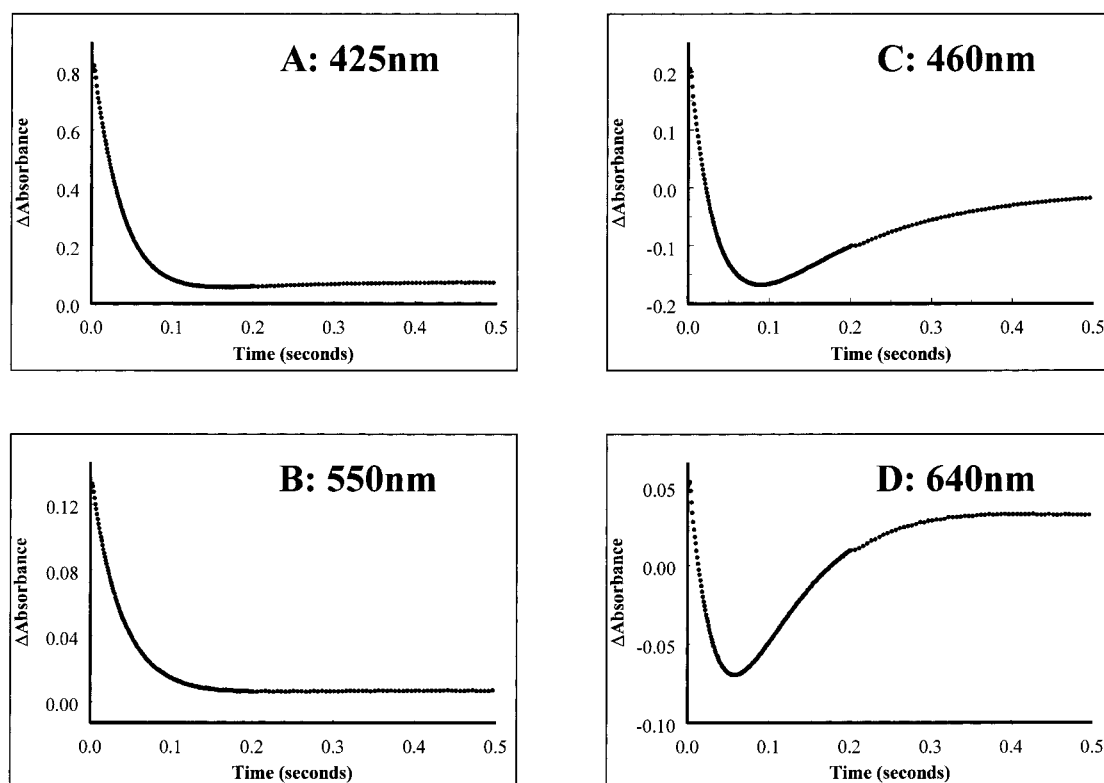 A: 425nm
ΔAbsorbance
0.8
0.6
0.4
0.2
0.0
0.0 0.1 0.2 0.3 0.4 0.5
Time (seconds)
C: 460nm
ΔAbsorbance
0.2
0.1
0.0
-0.1
-0.2
0.0 0.1 0.2 0.3 0.4 0.5
Time (seconds)
B: 550nm
ΔAbsorbance
0.12
0.08
0.04
0.00
0.0 0.1 0.2 0.3 0.4 0.5
Time (seconds)
D: 640nm
ΔAbsorbance
0.05
0.00
-0.05
-0.10
0.0 0.1 0.2 0.3 0.4 0.5
Time (seconds)